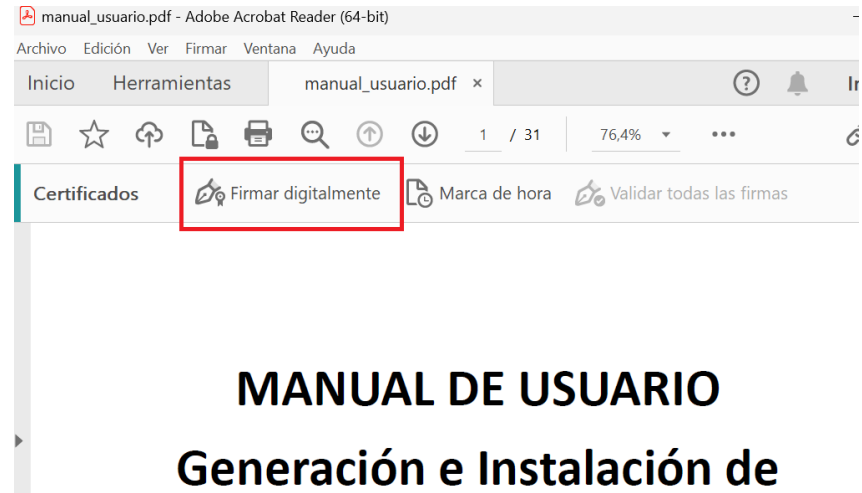 manual_usuario.pdf - Adobe Acrobat Reader (64-bit)
Archivo Edición Ver Firmar Ventana Ayuda
Inicio Herramientas manual_usuario.pdf × ?
1 / 31 76,4%
Certificados Firmar digitalmente Marca de hora Validar todas las firmas
MANUAL DE USUARIO
Generación e Instalación de